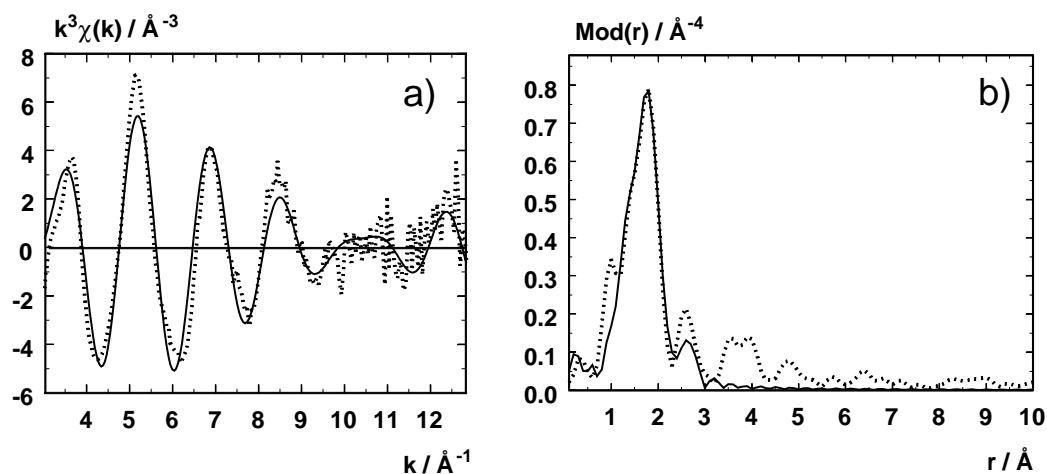 k³χ(k) / Å⁻³
8
6
4
2
0
-2
-4
-6
a)
4 5 6 7 8 9 10 11 12
k / Å⁻¹
Mod(r) / Å⁻⁴
0.8
0.7
0.6
0.5
0.4
0.3
0.2
0.1
0.0
b)
1 2 3 4 5 6 7 8 9 10
r / Å